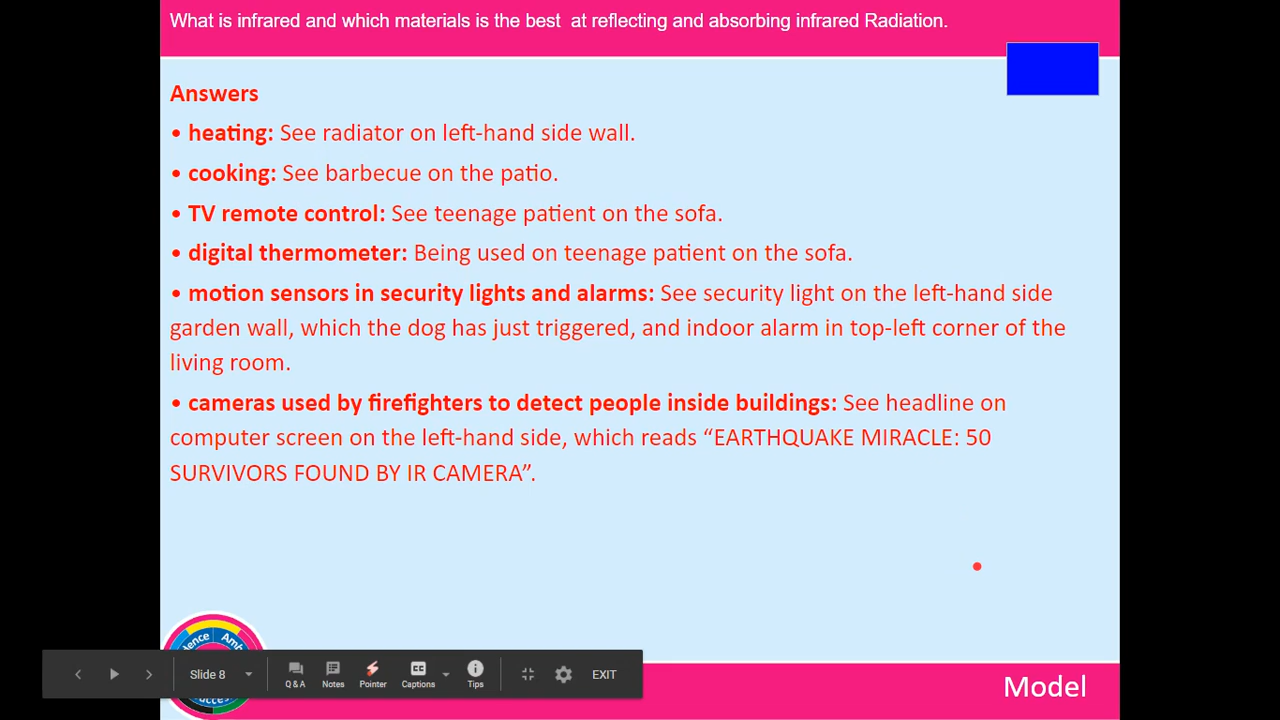 What is infrared and which materials is the best  at reflecting and absorbing infrared Radiation.
Answers
• heating: See radiator on left-hand side wall.
• cooking: See barbecue on the patio.
• TV remote control: See teenage patient on the sofa.
• digital thermometer: Being used on teenage patient on the sofa.
• motion sensors in security lights and alarms: See security light on the left-hand side
garden wall, which the dog has just triggered, and indoor alarm in top-left corner of the
living room.
• cameras used by firefighters to detect people inside buildings: See headline on
computer screen on the left-hand side, which reads “EARTHQUAKE MIRACLE: 50
SURVIVORS FOUND BY IR CAMERA”.
Slide 8
Q & A
Notes
Pointer
CC
Captions
Tips
EXIT
Model